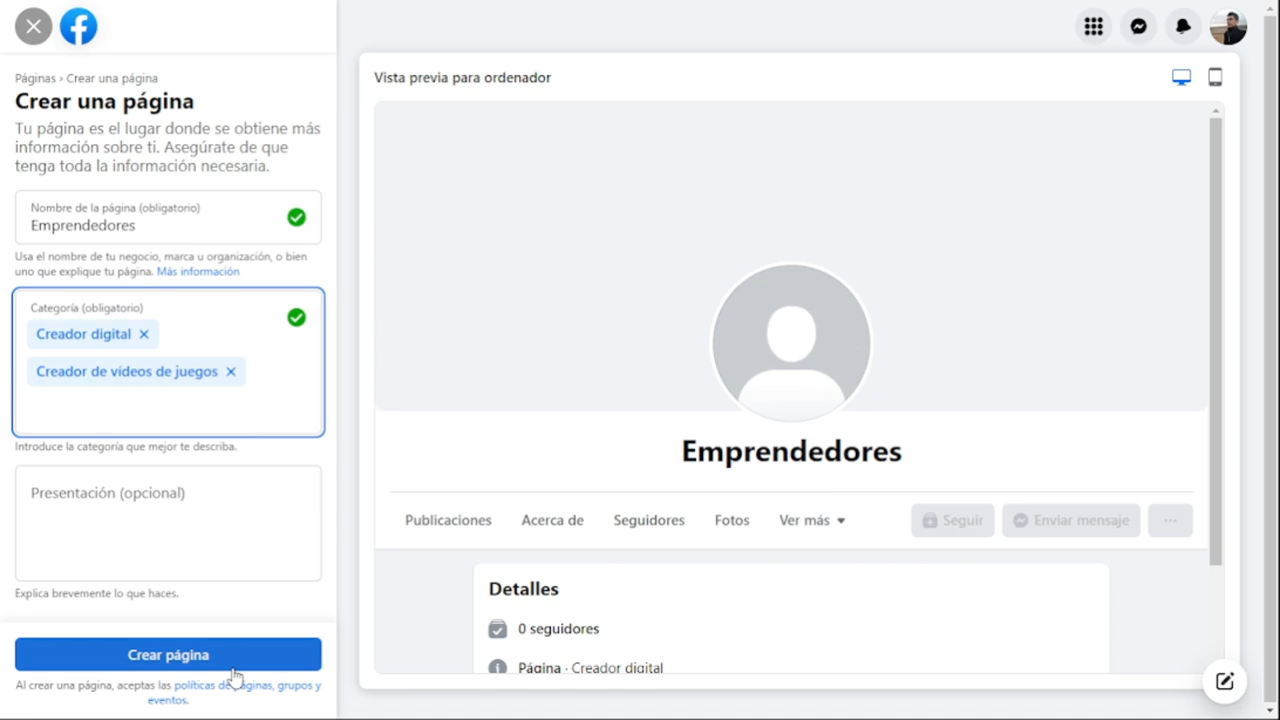 Páginas › Crear una página
Crear una página
Tu página es el lugar donde se obtiene más
información sobre ti. Asegúrate de que
tenga toda la información necesaria.
Nombre de la página (obligatorio)
Emprendedores
Usa el nombre de tu negocio, marca u organización, o bien
uno que explique tu página. Más información
Categoría (obligatorio)
Creador digital
Creador de videos de juegos
Introduce la categoría que mejor te describa.
Presentación (opcional)
Explica brevemente lo que haces.
Crear página
Al crear una página, aceptas las políticas de páginas, grupos y
eventos.
Vista previa para ordenador
Emprendedores
Publicaciones Acerca de Seguidores Fotos Ver más Seguir Enviar mensaje ...
Detalles
0 seguidores
Página · Creador digital